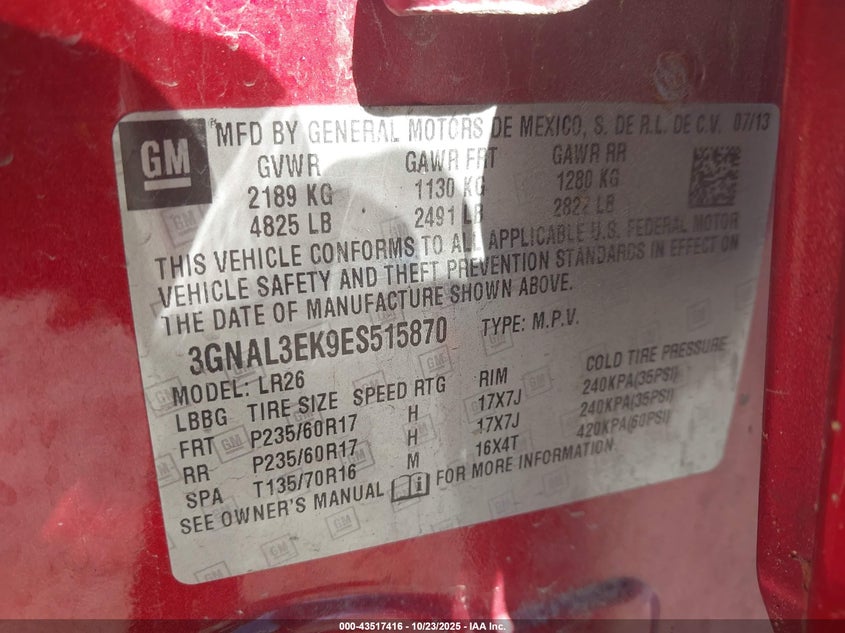 GM
MFD BY GENERAL MOTORS DE MEXICO, S. DE R.L. DE C.V. 07/13
GVWR GAWR FRT GAWR RR
2189 KG 1130 KG 1280 KG
4825 LB 2491 LB 2822 LB
THIS VEHICLE CONFORMS TO ALL APPLICABLE U.S. FEDERAL MOTOR
VEHICLE SAFETY AND THEFT PREVENTION STANDARDS IN EFFECT ON
THE DATE OF MANUFACTURE SHOWN ABOVE.
3GNAL3EK9ES515870 TYPE: M.P.V.
MODEL: LR26
LBBG TIRE SIZE SPEED RTG RIM COLD TIRE PRESSURE
FRT P235/60R17 H 17X7J 240KPA(35PSI)
RR P235/60R17 H 17X7J 240KPA(35PSI)
SPA T135/70R16 M 16X4T 420KPA(60PSI)
SEE OWNER'S MANUAL FOR MORE INFORMATION
000-43517416 | 10/23/2025 | IAA Inc.